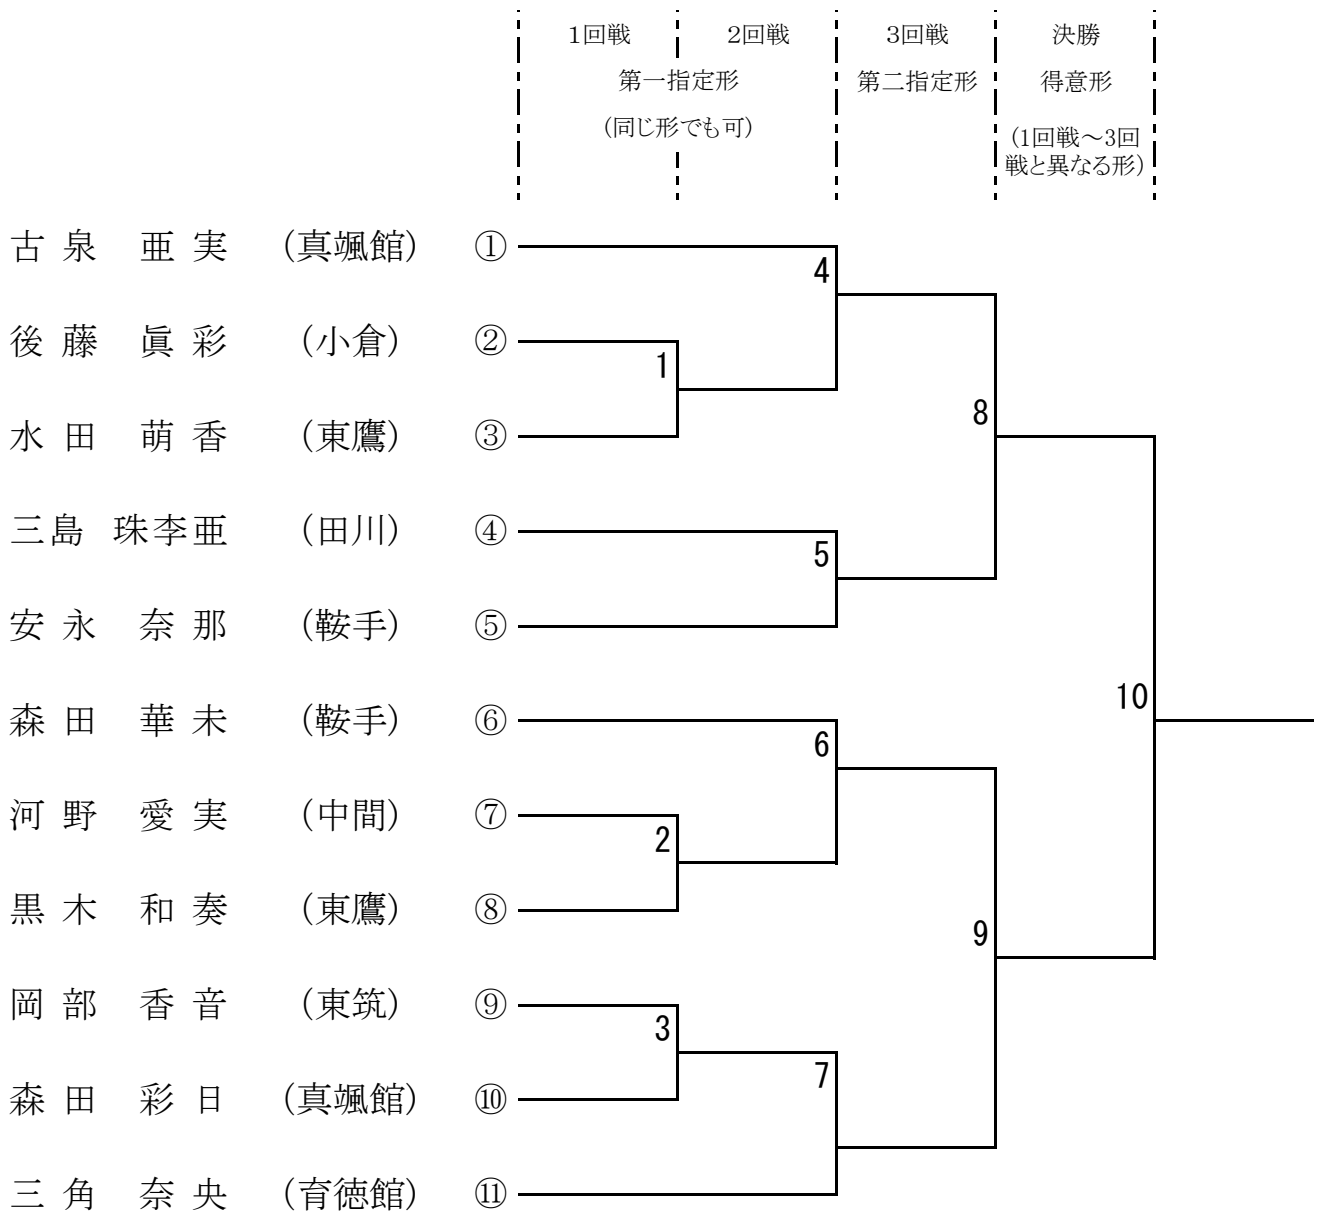 1回戦 2回戦 3回戦 決勝
第一指定形 第二指定形 得意形
(同じ形でも可)
(1回戦～3回
戦と異なる形)
古泉 亜実 (真颯館) ①
4
後藤 眞彩 (小倉) ②
1
水田 萌香 (東鷹) ③
8
三島 珠李亜 (田川) ④
5
安永 奈那 (鞍手) ⑤
10
森田 華未 (鞍手) ⑥
6
河野 愛実 (中間) ⑦
2
黒木 和奏 (東鷹) ⑧
9
岡部 香音 (東筑) ⑨
3
7
森田 彩日 (真颯館) ⑩
三角 奈央 (育徳館) ⑪